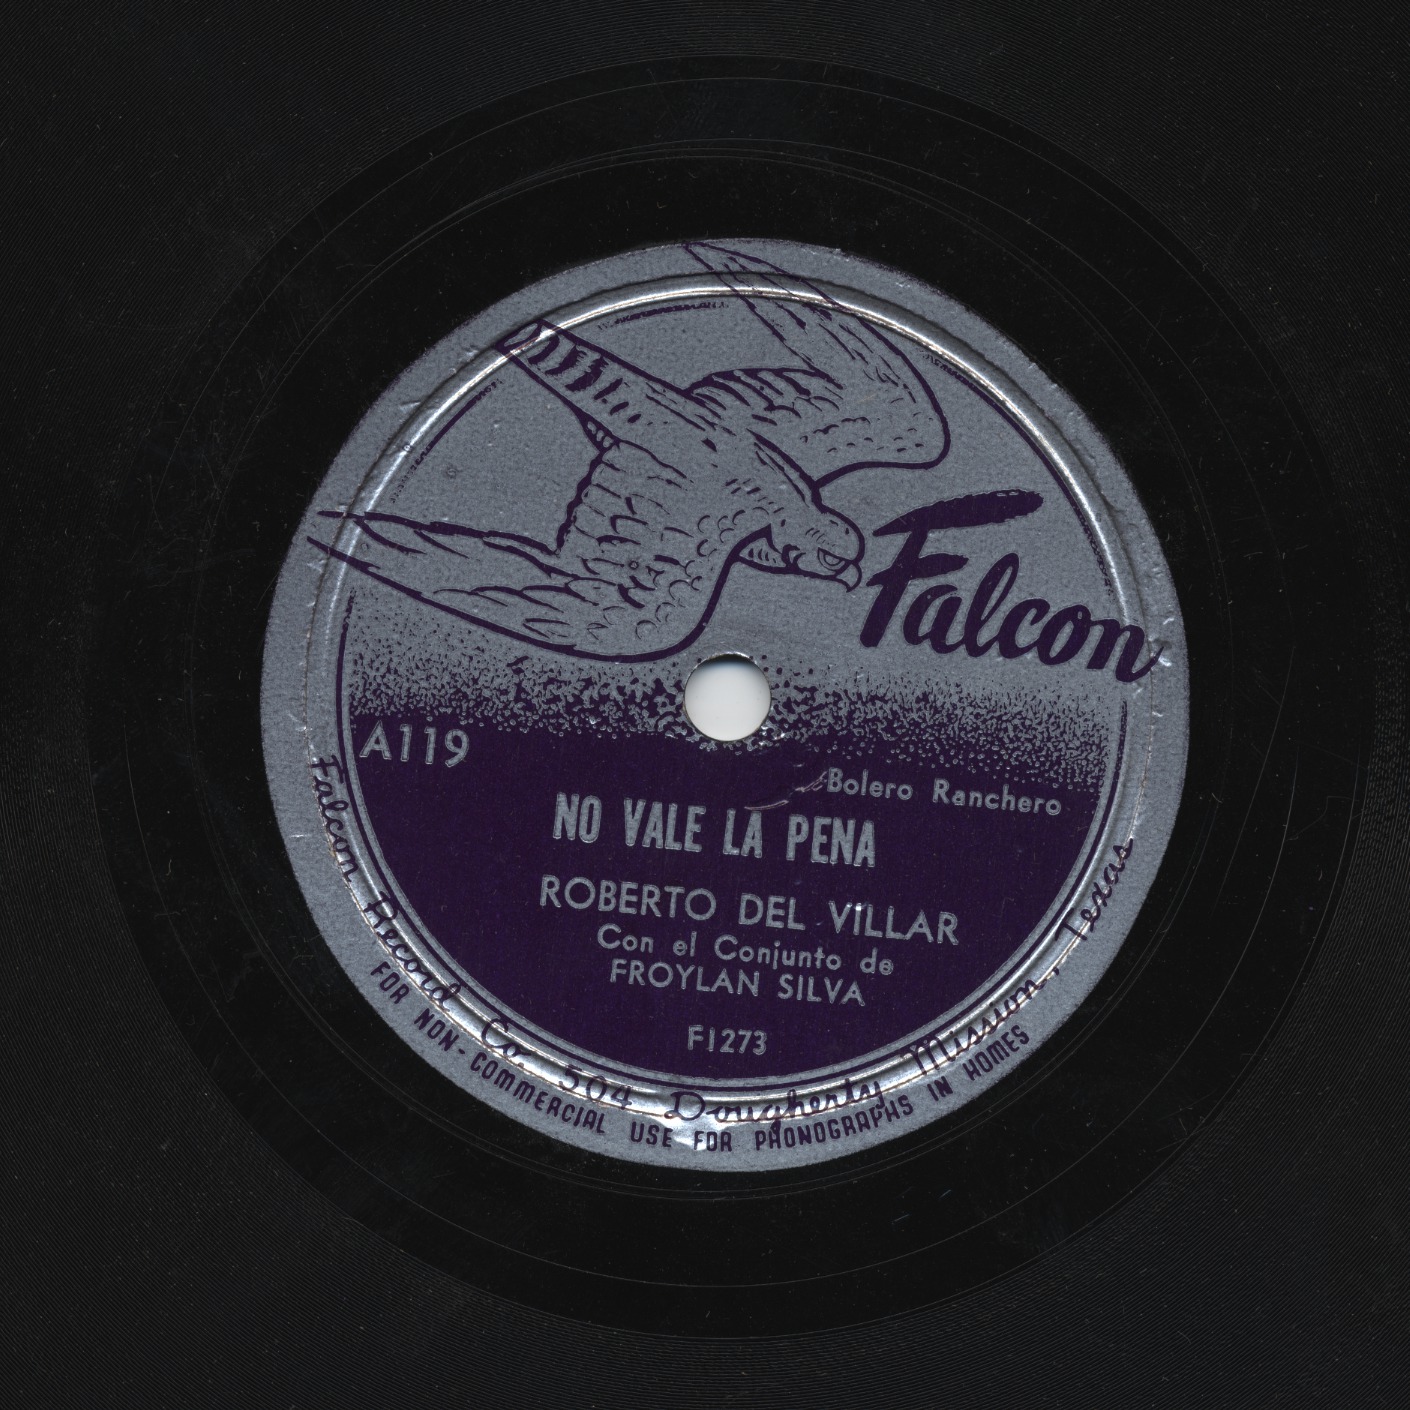 Falcon
A119
Bolero Ranchero
NO VALE LA PENA
ROBERTO DEL VILLAR
Con el Conjunto de
FROYLAN SILVA
F1273
Falcon Record Co. 504 Dougherty, Mission, Texas
FOR NON-COMMERCIAL USE FOR PHONOGRAPHS IN HOMES